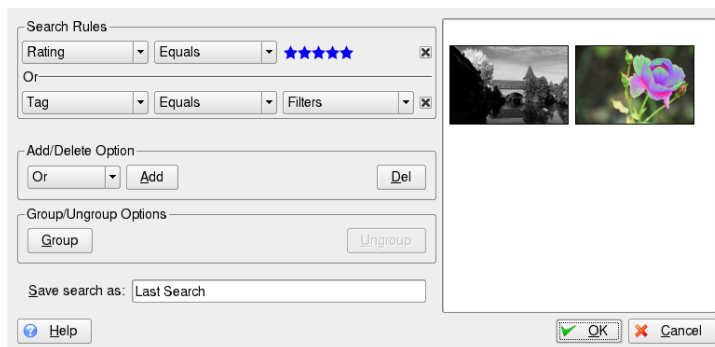 Search Rules
Rating Equals
Or
Tag Equals Filters
Add/Delete Option
Or Add Del
Group/Ungroup Options
Group Ungroup
Save search as: Last Search
Help OK Cancel